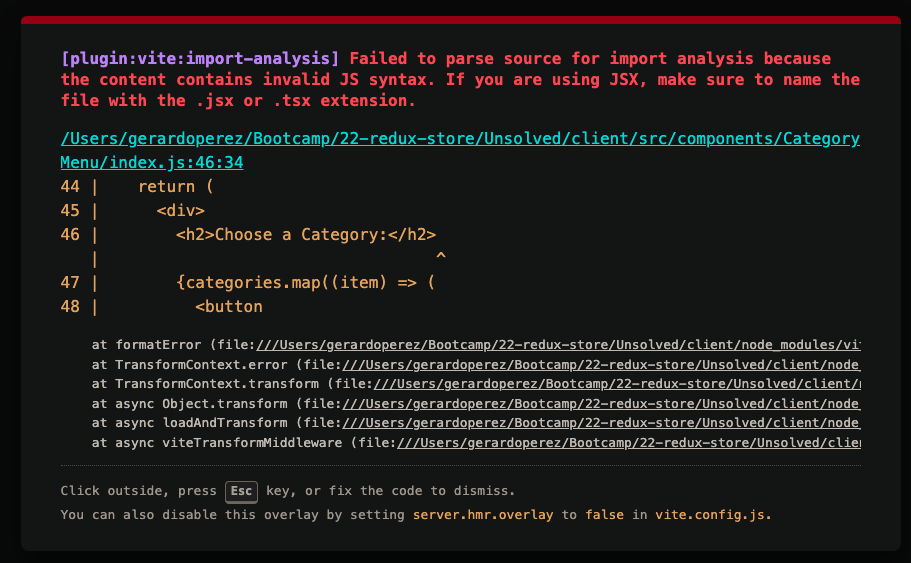 [plugin:vite:import-analysis] Failed to parse source for import analysis because
the content contains invalid JS syntax. If you are using JSX, make sure to name the
file with the .jsx or .tsx extension.
/Users/gerardoperez/Bootcamp/22-redux-store/Unsolved/client/src/components/Category
Menu/index.js:46:34
44 |    return (
45 |      <div>
46 |        <h2>Choose a Category:</h2>
   |                                   ^
47 |        {categories.map((item) => (
48 |          <button
at formatError (file:///Users/gerardoperez/Bootcamp/22-redux-store/Unsolved/client/node_modules/vi
at TransformContext.error (file:///Users/gerardoperez/Bootcamp/22-redux-store/Unsolved/client/node_
at TransformContext.transform (file:///Users/gerardoperez/Bootcamp/22-redux-store/Unsolved/client/
at async Object.transform (file:///Users/gerardoperez/Bootcamp/22-redux-store/Unsolved/client/node_
at async loadAndTransform (file:///Users/gerardoperez/Bootcamp/22-redux-store/Unsolved/client/node_
at async viteTransformMiddleware (file:///Users/gerardoperez/Bootcamp/22-redux-store/Unsolved/clie
Click outside, press Esc key, or fix the code to dismiss.
You can also disable this overlay by setting server.hmr.overlay to false in vite.config.js.